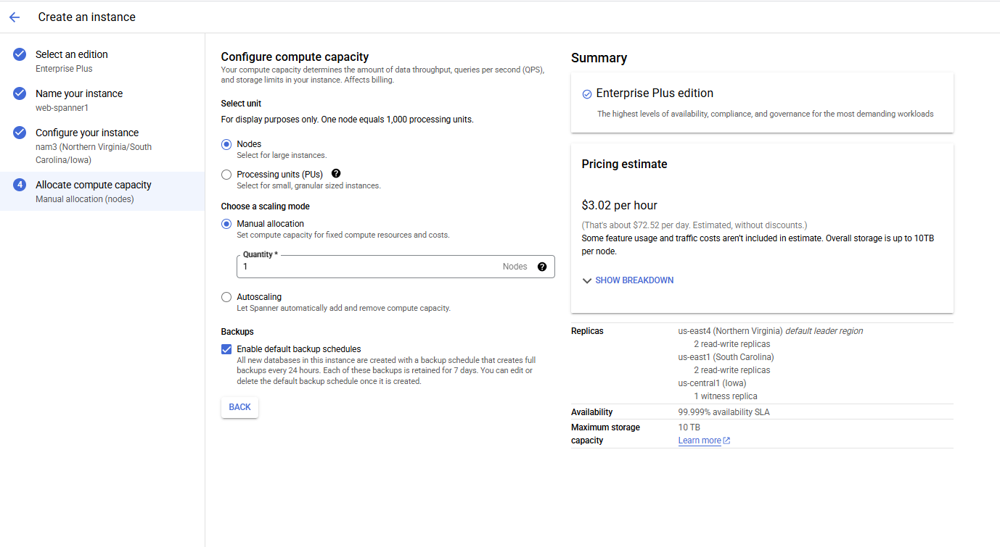 Create an instance
Select an edition
Enterprise Plus
Name your instance
web-spanner1
Configure your instance
nam3 (Northern Virginia/South
Carolina/Iowa)
4
Allocate compute capacity
Manual allocation (nodes)
Configure compute capacity
Your compute capacity determines the amount of data throughput, queries per second (QPS),
and storage limits in your instance. Affects billing.
Select unit
For display purposes only. One node equals 1,000 processing units.
Nodes
Select for large instances.
Processing units (PUs) ?
Select for small, granular sized instances.
Choose a scaling mode
Manual allocation
Set compute capacity for fixed compute resources and costs.
Quantity *
1 Nodes ?
Autoscaling
Let Spanner automatically add and remove compute capacity.
Backups
Enable default backup schedules
All new databases in this instance are created with a backup schedule that creates full
backups every 24 hours. Each of these backups is retained for 7 days. You can edit or
delete the default backup schedule once it is created.
BACK
Summary
Enterprise Plus edition
The highest levels of availability, compliance, and governance for the most demanding workloads
Pricing estimate
$3.02 per hour
(That's about $72.52 per day. Estimated, without discounts.)
Some feature usage and traffic costs aren't included in estimate. Overall storage is up to 10TB
per node.
SHOW BREAKDOWN
Replicas
us-east4 (Northern Virginia) default leader region
2 read-write replicas
us-east1 (South Carolina)
2 read-write replicas
us-central1 (Iowa)
1 witness replica
Availability
99.999% availability SLA
Maximum storage
capacity
10 TB
Learn more